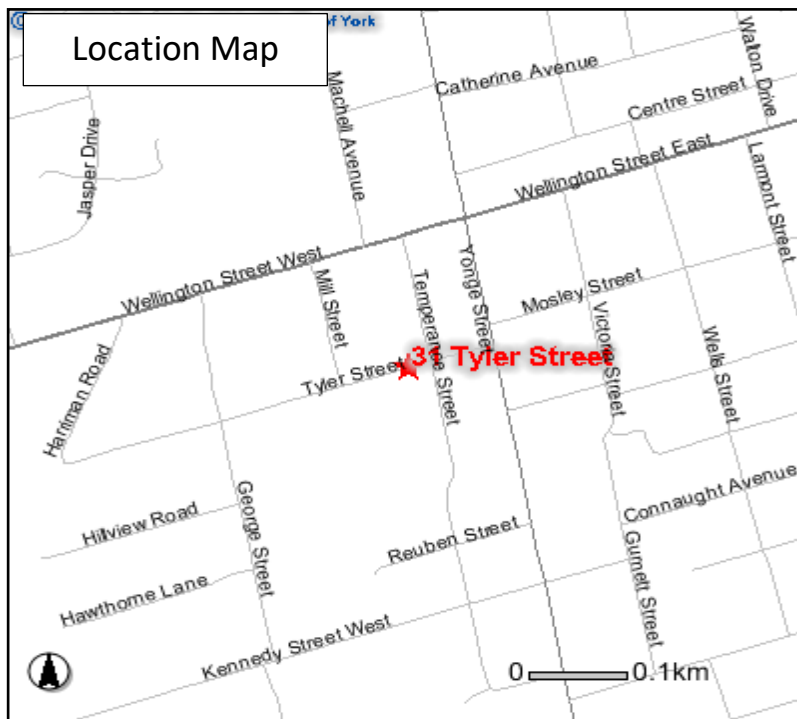 ©
of York
Location Map
Catherine Avenue
Walton Drive
Centre Street
Machell Avenue
Jasper Drive
Wellington Street East
Larmont Street
Wellington Street West
Yonge Street
Mill Street
Temperance Street
Mosley Street
Victoria Street
Wells Street
31 Tyler Street
Tyler Street
Harriman Road
Hillview Road
George Street
Reuben Street
Connaught Avenue
Gurnett Street
Hawthorne Lane
Kennedy Street West
0 0.1km